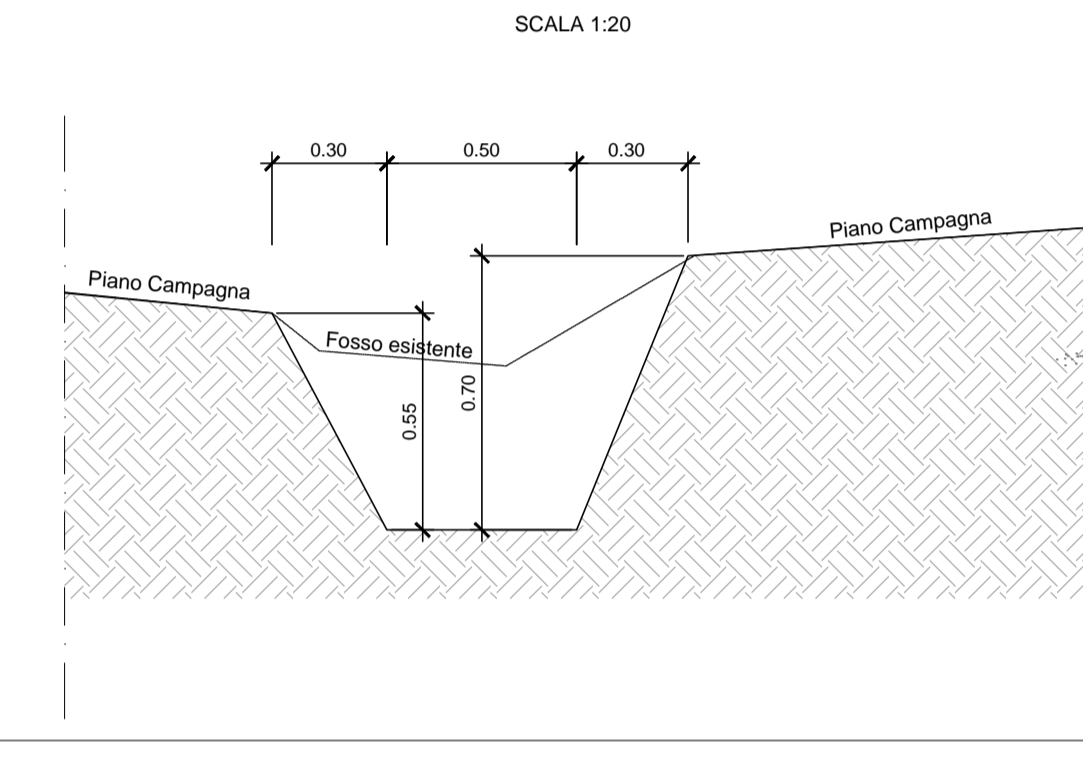 SCALA 1:20
0.30
0.50
0.30
Piano Campagna
Piano Campagna
Fosso esistente
0.70
0.55